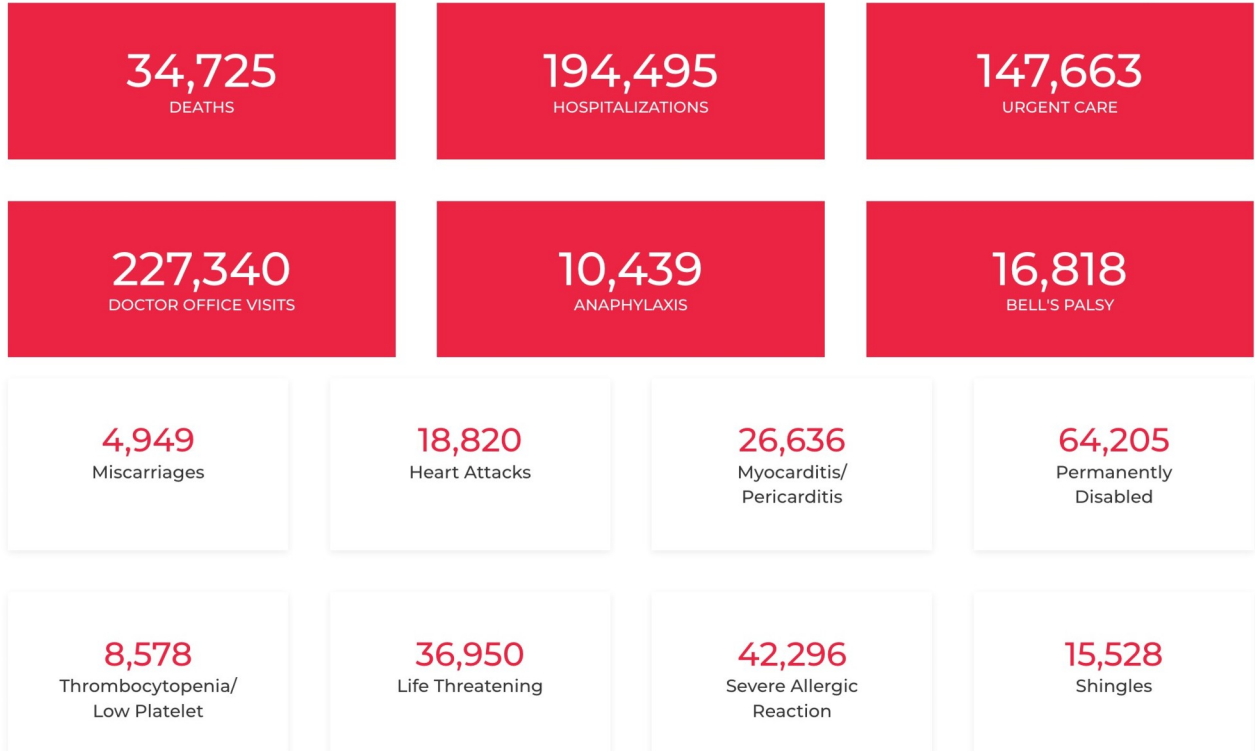 34,725
DEATHS
194,495
HOSPITALIZATIONS
147,663
URGENT CARE
227,340
DOCTOR OFFICE VISITS
10,439
ANAPHYLAXIS
16,818
BELL'S PALSY
4,949
Miscarriages
18,820
Heart Attacks
26,636
Myocarditis/
Pericarditis
64,205
Permanently
Disabled
8,578
Thrombocytopenia/
Low Platelet
36,950
Life Threatening
42,296
Severe Allergic
Reaction
15,528
Shingles